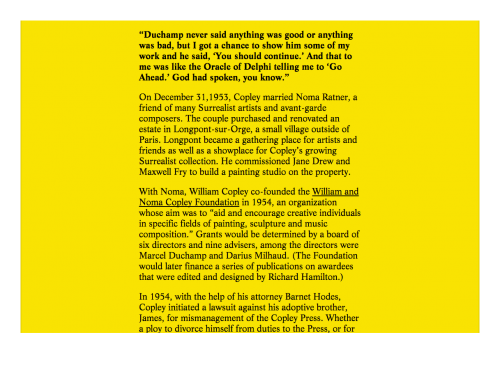 “Duchamp never said anything was good or anything
was bad, but I got a chance to show him some of my
work and he said, ‘You should continue.’ And that to
me was like the Oracle of Delphi telling me to ‘Go
Ahead.’ God had spoken, you know.”
On December 31,1953, Copley married Noma Ratner, a
friend of many Surrealist artists and avant-garde
composers. The couple purchased and renovated an
estate in Longpont-sur-Orge, a small village outside of
Paris. Longpont became a gathering place for artists and
friends as well as a showplace for Copley’s growing
Surrealist collection. He commissioned Jane Drew and
Maxwell Fry to build a painting studio on the property.
With Noma, William Copley co-founded the William and
Noma Copley Foundation in 1954, an organization
whose aim was to “aid and encourage creative individuals
in specific fields of painting, sculpture and music
composition.” Grants would be determined by a board of
six directors and nine advisers, among the directors were
Marcel Duchamp and Darius Milhaud. (The Foundation
would later finance a series of publications on awardees
that were edited and designed by Richard Hamilton.)
In 1954, with the help of his attorney Barnet Hodes,
Copley initiated a lawsuit against his adoptive brother,
James, for mismanagement of the Copley Press. Whether
a ploy to divorce himself from duties to the Press, or for